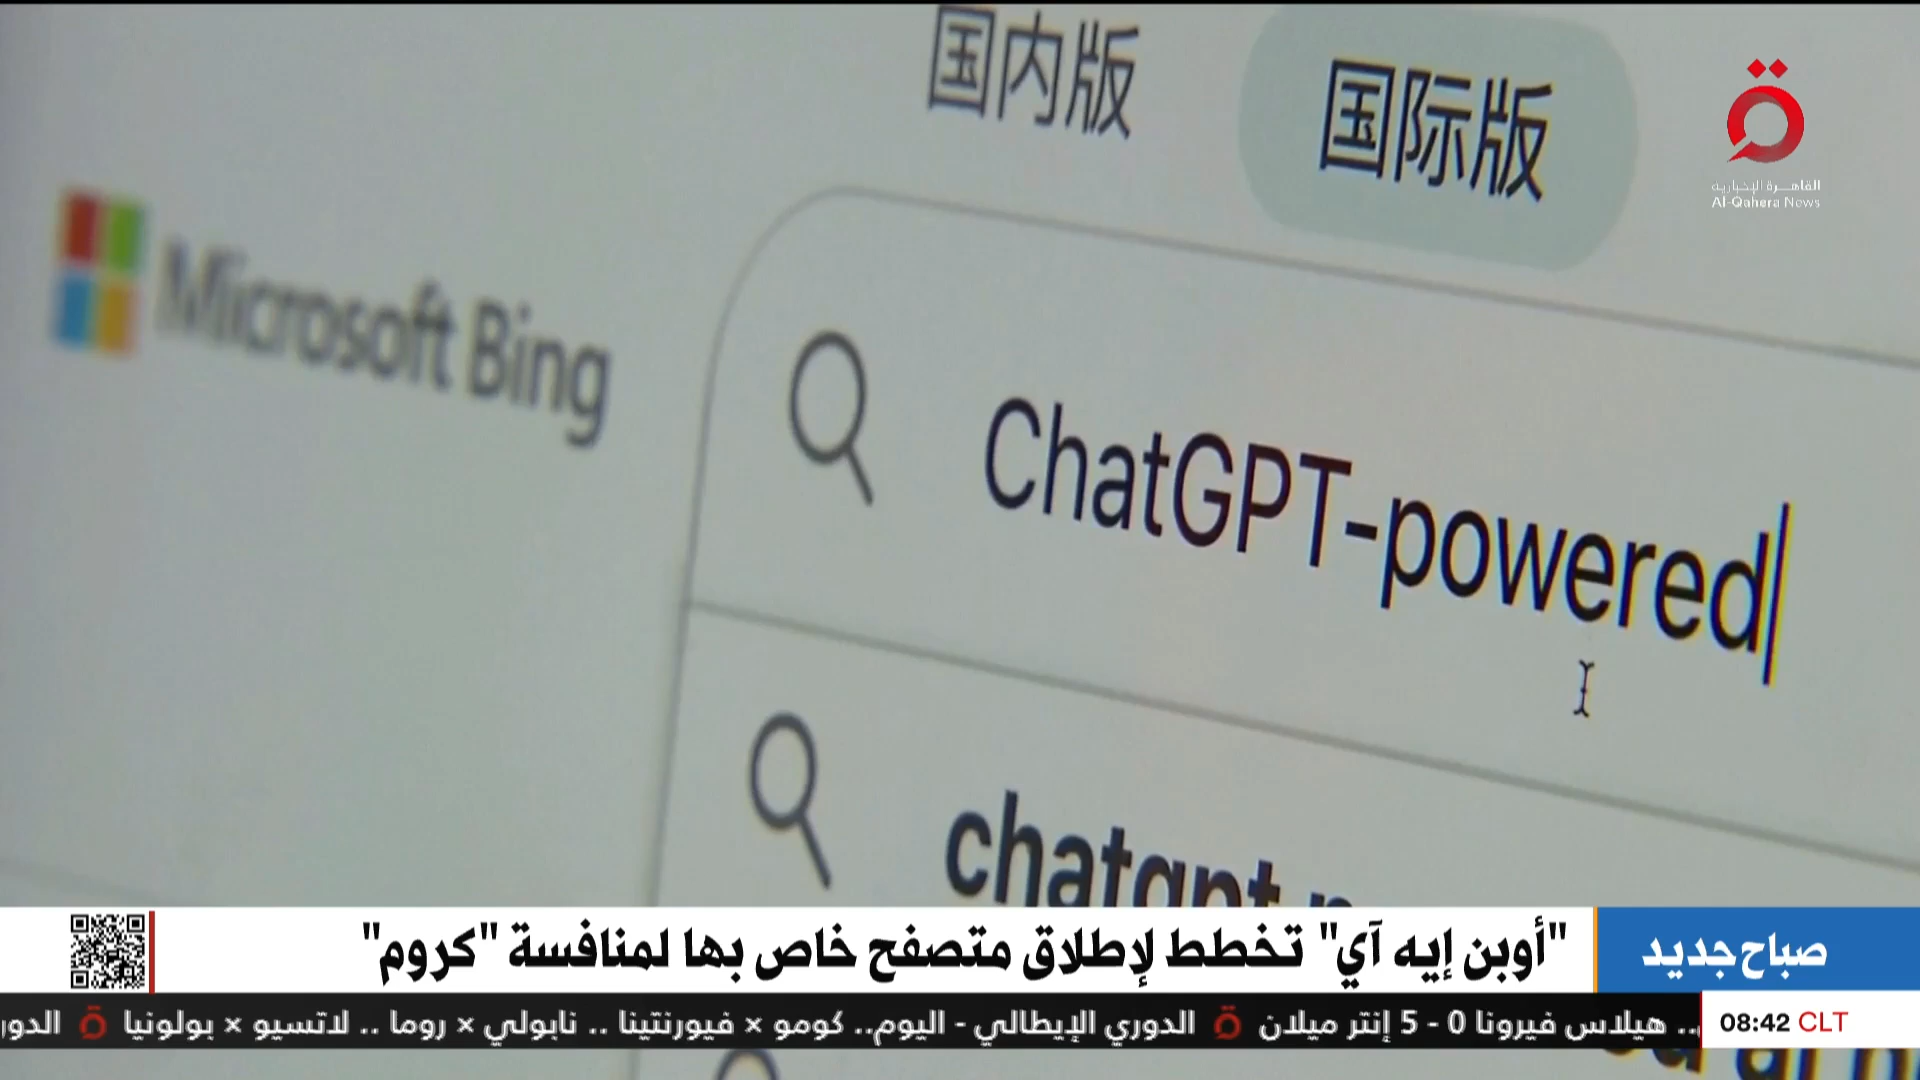 国内版 国际版
القاهرة الإخبارية
Al-Qahera News
Microsoft Bing
ChatGPT-powered
chatgpt
صباح جديد
"أوبن إيه آي" تخطط لإطلاق متصفح خاص بها لمنافسة "كروم"
08:42 CLT
.. هيلاس فيرونا 0 - 5 إنتر ميلان الدوري الإيطالي - اليوم.. كومو × فيورنتينا .. نابولي × روما .. لاتسيو × بولونيا